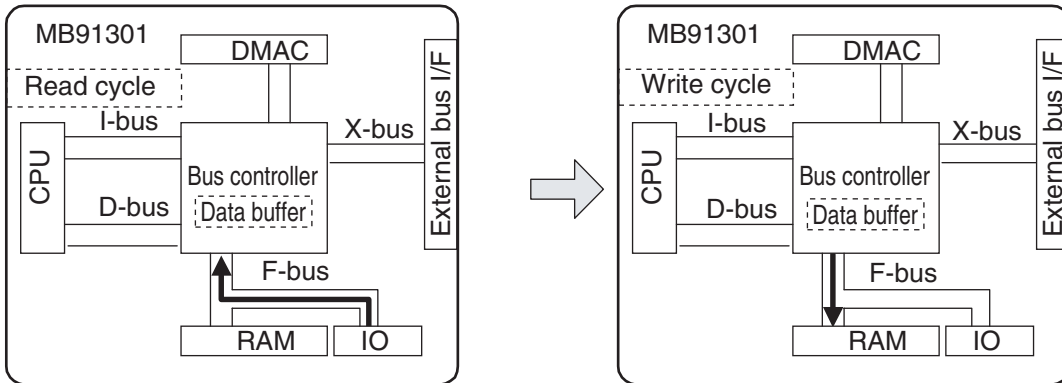 MB91301
DMAC
Read cycle
I-bus
X-bus
External bus I/F
CPU
Bus controller
D-bus
Data buffer
F-bus
RAM
IO
MB91301
DMAC
Write cycle
I-bus
X-bus
External bus I/F
CPU
Bus controller
D-bus
Data buffer
F-bus
RAM
IO